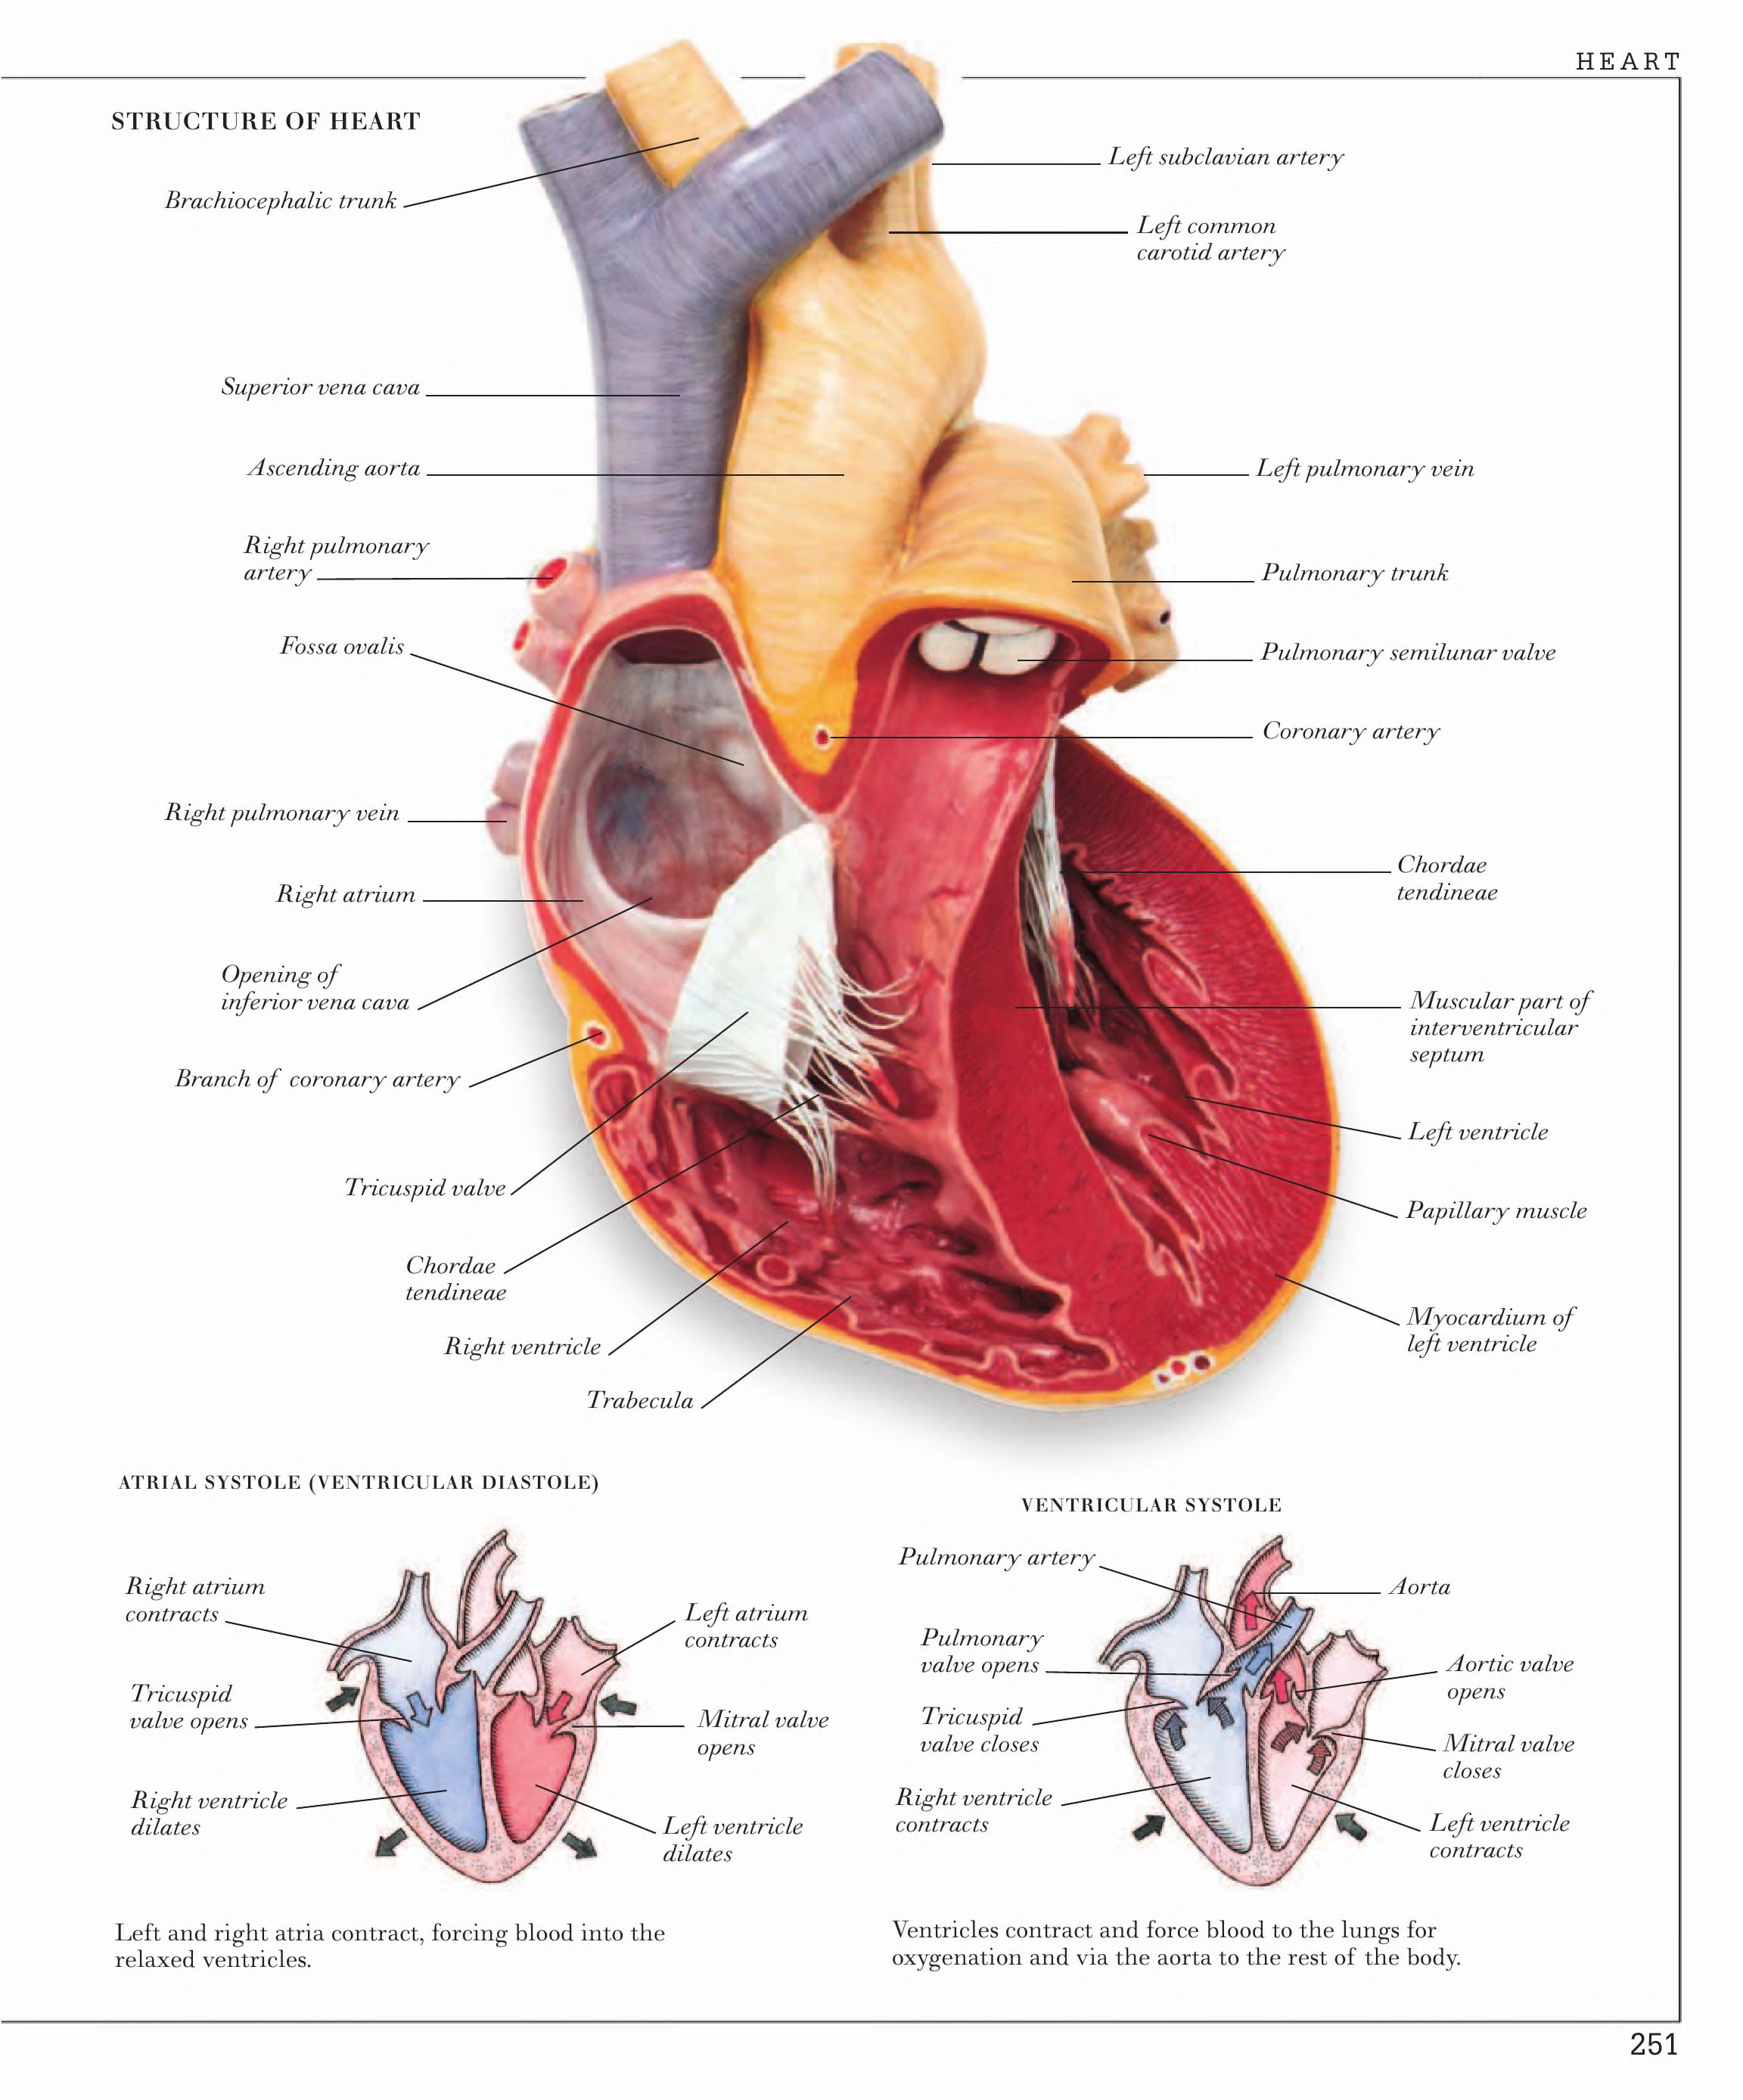 HEART
STRUCTURE OF HEART
Brachiocephalic trunk
Left subclavian artery
Left common
carotid artery
Superior vena cava
Ascending aorta
Left pulmonary vein
Right pulmonary
artery
Pulmonary trunk
Fossa ovalis
Pulmonary semilunar valve
Coronary artery
Right pulmonary vein
Chordae
tendineae
Right atrium
Opening of
inferior vena cava
Muscular part of
interventricular
septum
Branch of coronary artery
Left ventricle
Tricuspid valve
Papillary muscle
Chordae
tendineae
Myocardium of
left ventricle
Right ventricle
Trabecula
ATRIAL SYSTOLE (VENTRICULAR DIASTOLE)
Right atrium
contracts
Left atrium
contracts
Tricuspid
valve opens
Mitral valve
opens
Right ventricle
dilates
Left ventricle
dilates
Left and right atria contract, forcing blood into the
relaxed ventricles.
VENTRICULAR SYSTOLE
Pulmonary artery
Aorta
Pulmonary
valve opens
Aortic valve
opens
Tricuspid
valve closes
Mitral valve
closes
Right ventricle
contracts
Left ventricle
contracts
Ventricles contract and force blood to the lungs for
oxygenation and via the aorta to the rest of the body.
251